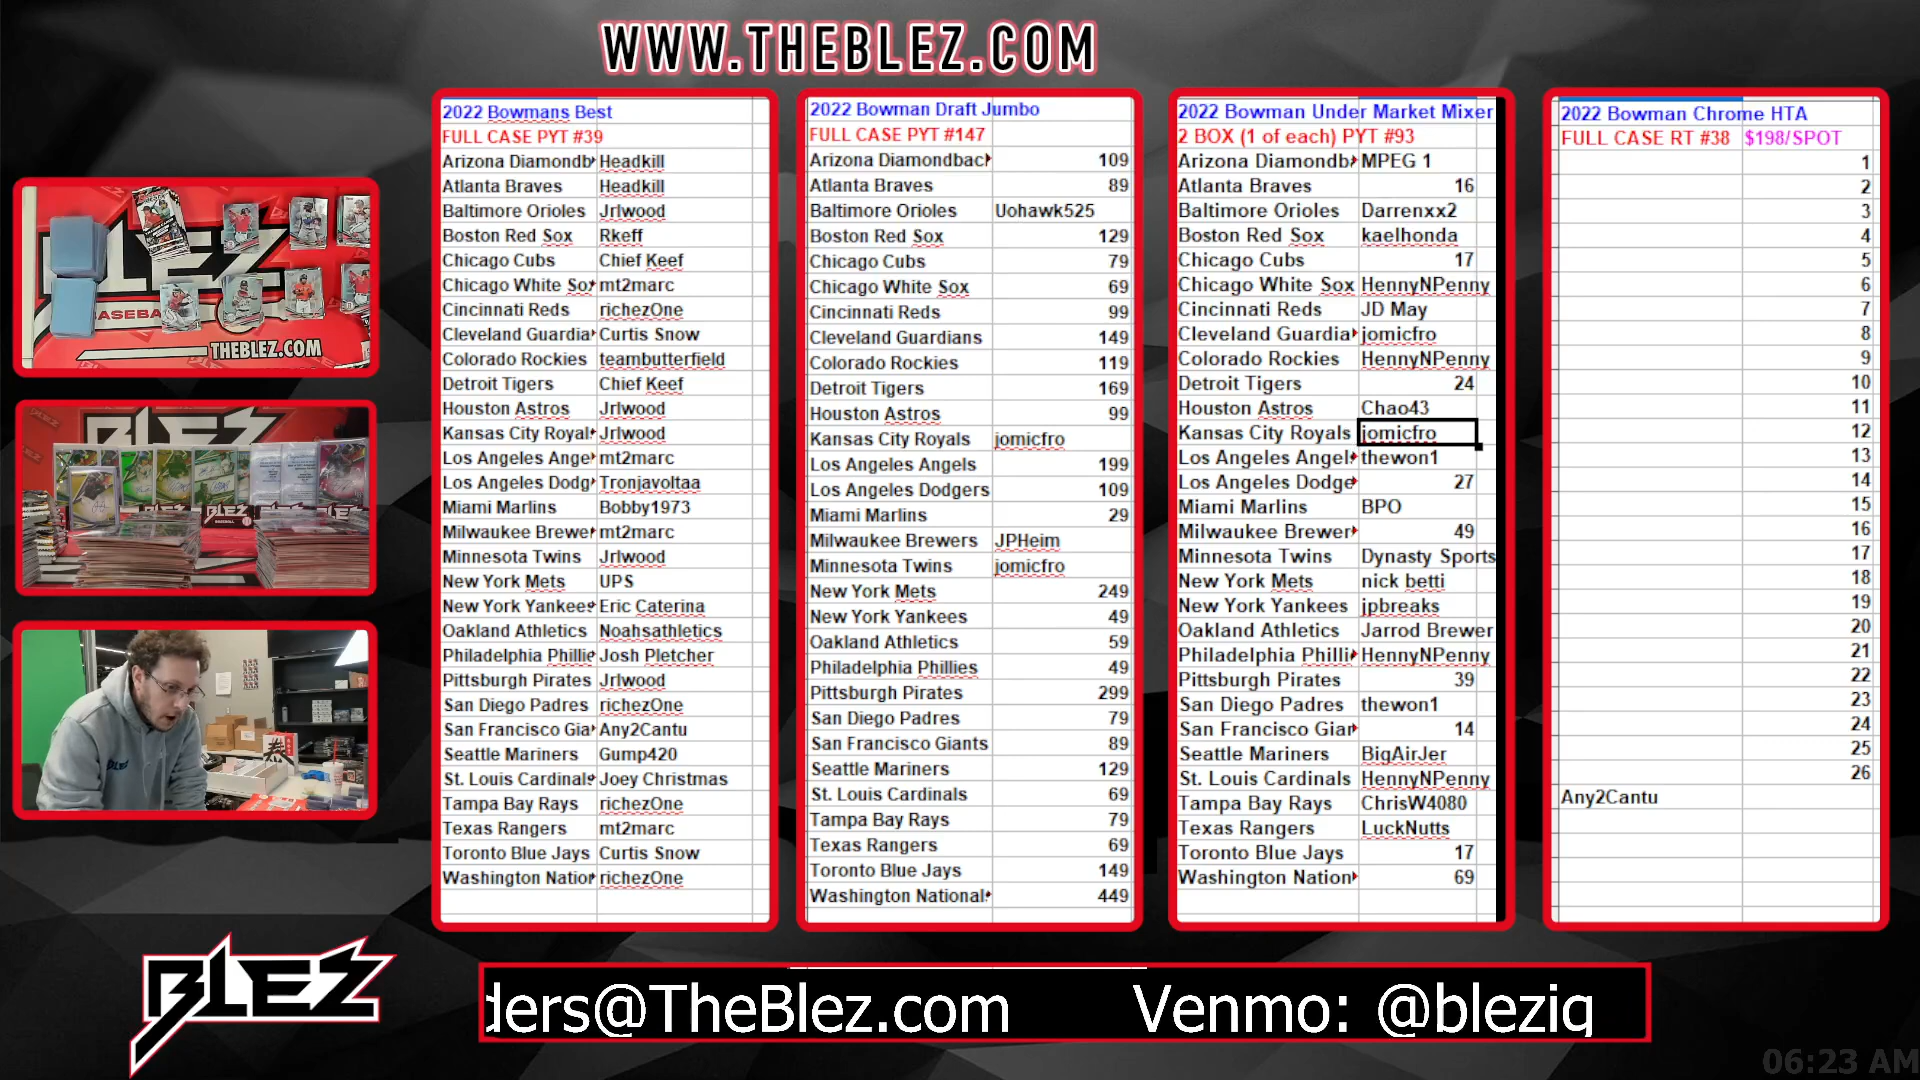 WWW.THEBLEZ.COM
2022 Bowmans Best
FULL CASE PYT #39
Arizona Diamondb Headkill
Atlanta Braves Headkill
Baltimore Orioles Jrlwood
Boston Red Sox Rkeff
Chicago Cubs Chief Keef
Chicago White Sox mt2marc
Cincinnati Reds richezOne
Cleveland Guardia Curtis Snow
Colorado Rockies teambutterfield
Detroit Tigers Chief Keef
Houston Astros Jrlwood
Kansas City Royal Jrlwood
Los Angeles Ange mt2marc
Los Angeles Dodg Tronjavoltaa
Miami Marlins Bobby1973
Milwaukee Brewe mt2marc
Minnesota Twins Jrlwood
New York Mets UPS
New York Yankees Eric Caterina
Oakland Athletics Noahsathletics
Philadelphia Phillie Josh Pletcher
Pittsburgh Pirates Jrlwood
San Diego Padres richezOne
San Francisco Gia Any2Cantu
Seattle Mariners Gump420
St. Louis Cardinals Joey Christmas
Tampa Bay Rays richezOne
Texas Rangers mt2marc
Toronto Blue Jays Curtis Snow
Washington Nation richezOne
2022 Bowman Draft Jumbo
FULL CASE PYT #147
Arizona Diamondbac 109
Atlanta Braves 89
Baltimore Orioles Uohawk525
Boston Red Sox 129
Chicago Cubs 79
Chicago White Sox 69
Cincinnati Reds 99
Cleveland Guardians 149
Colorado Rockies 119
Detroit Tigers 169
Houston Astros 99
Kansas City Royals jomicfro
Los Angeles Angels 199
Los Angeles Dodgers 109
Miami Marlins 29
Milwaukee Brewers JPHeim
Minnesota Twins jomicfro
New York Mets 249
New York Yankees 49
Oakland Athletics 59
Philadelphia Phillies 49
Pittsburgh Pirates 299
San Diego Padres 79
San Francisco Giants 89
Seattle Mariners 129
St. Louis Cardinals 69
Tampa Bay Rays 79
Texas Rangers 69
Toronto Blue Jays 149
Washington National 449
2022 Bowman Under Market Mixer
2 BOX (1 of each) PYT #93
Arizona Diamondba MPEG 1
Atlanta Braves 16
Baltimore Orioles Darrenxx2
Boston Red Sox kaelhonda
Chicago Cubs 17
Chicago White Sox HennyNPenny
Cincinnati Reds JD May
Cleveland Guardia jomicfro
Colorado Rockies HennyNPenny
Detroit Tigers 24
Houston Astros Chao43
Kansas City Royals jomicfro
Los Angeles Angel thewon1
Los Angeles Dodge 27
Miami Marlins BPO
Milwaukee Brewer 49
Minnesota Twins Dynasty Sports
New York Mets nick betti
New York Yankees jpbreaks
Oakland Athletics Jarrod Brewer
Philadelphia Philli HennyNPenny
Pittsburgh Pirates 39
San Diego Padres thewon1
San Francisco Giar 14
Seattle Mariners BigAirJer
St. Louis Cardinals HennyNPenny
Tampa Bay Rays ChrisW4080
Texas Rangers LuckNutts
Toronto Blue Jays 17
Washington Nation 69
2022 Bowman Chrome HTA
FULL CASE RT #38 $198/SPOT
1
2
3
4
5
6
7
8
9
10
11
12
13
14
15
16
17
18
19
20
21
22
23
24
25
26
Any2Cantu
THEBLEZ.COM
BLEZ
BLEZ
BLEZ
ders@TheBlez.com Venmo: @bleziq
06:23 AM